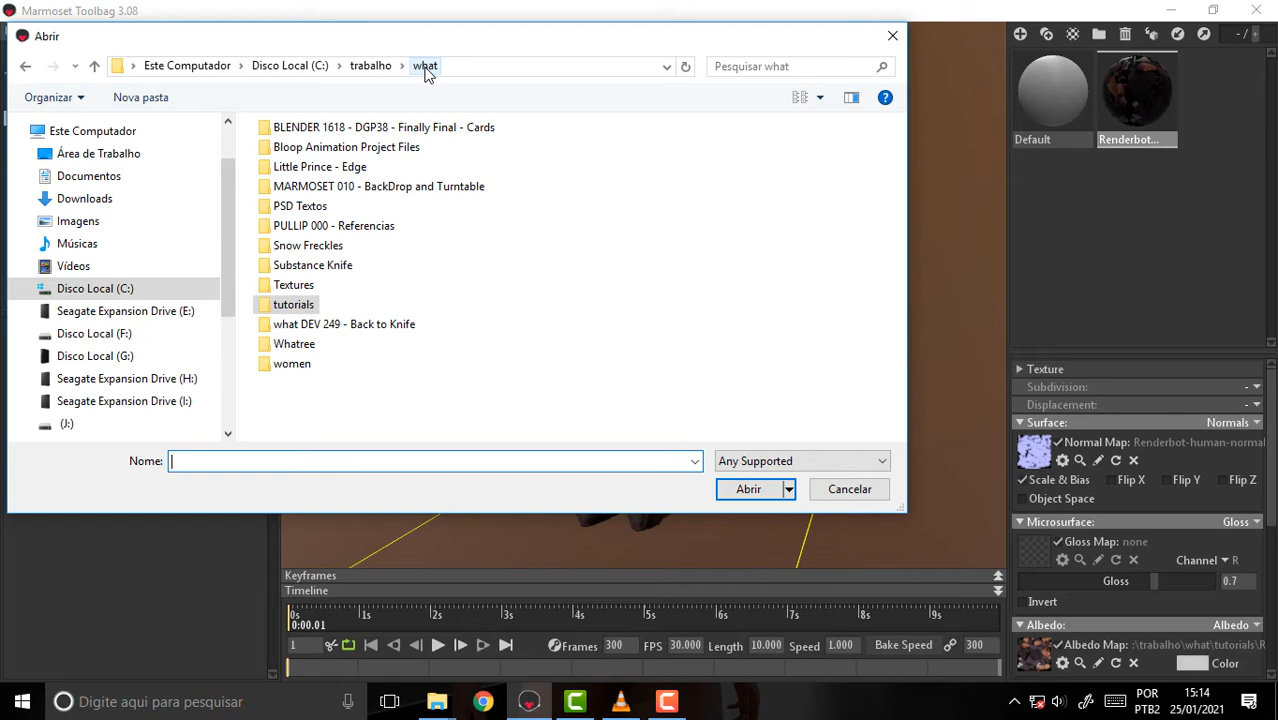 Marmoset Toolbag 3.08
Abrir
Este Computador > Disco Local (C:) > trabalho > what
Pesquisar what
Organizar
Nova pasta
Este Computador
Área de Trabalho
Documentos
Downloads
Imagens
Músicas
Vídeos
Disco Local (C:)
Seagate Expansion Drive (E:)
Disco Local (F:)
Disco Local (G:)
Seagate Expansion Drive (H:)
Seagate Expansion Drive (I:)
(J:)
BLENDER 1618 - DGP38 - Finally Final - Cards
Bloop Animation Project Files
Little Prince - Edge
MARMOSET 010 - BackDrop and Turntable
PSD Textos
PULLIP 000 - Referencias
Snow Freckles
Substance Knife
Textures
tutorials
what DEV 249 - Back to Knife
Whatree
women
Nome:
Any Supported
Abrir
Cancelar
- / +
Default
Renderbot...
Texture
Subdivision: -
Displacement: -
Surface: Normals
Normal Map: Renderbot-human-normal
Scale & Bias Flip X Flip Y Flip Z
Object Space
Microsurface: Gloss
Gloss Map: none
Channel R
Gloss 0.7
Invert
Albedo: Albedo
Albedo Map: :\trabalho\what\tutorials\R
Color
Keyframes
Timeline
0s 1s 2s 3s 4s 5s 6s 7s 8s 9s
0:00.01
1
Frames 300 FPS 30.000 Length 10.000 Speed 1.000 Bake Speed 300
Digite aqui para pesquisar
POR
PTB2
15:14
25/01/2021